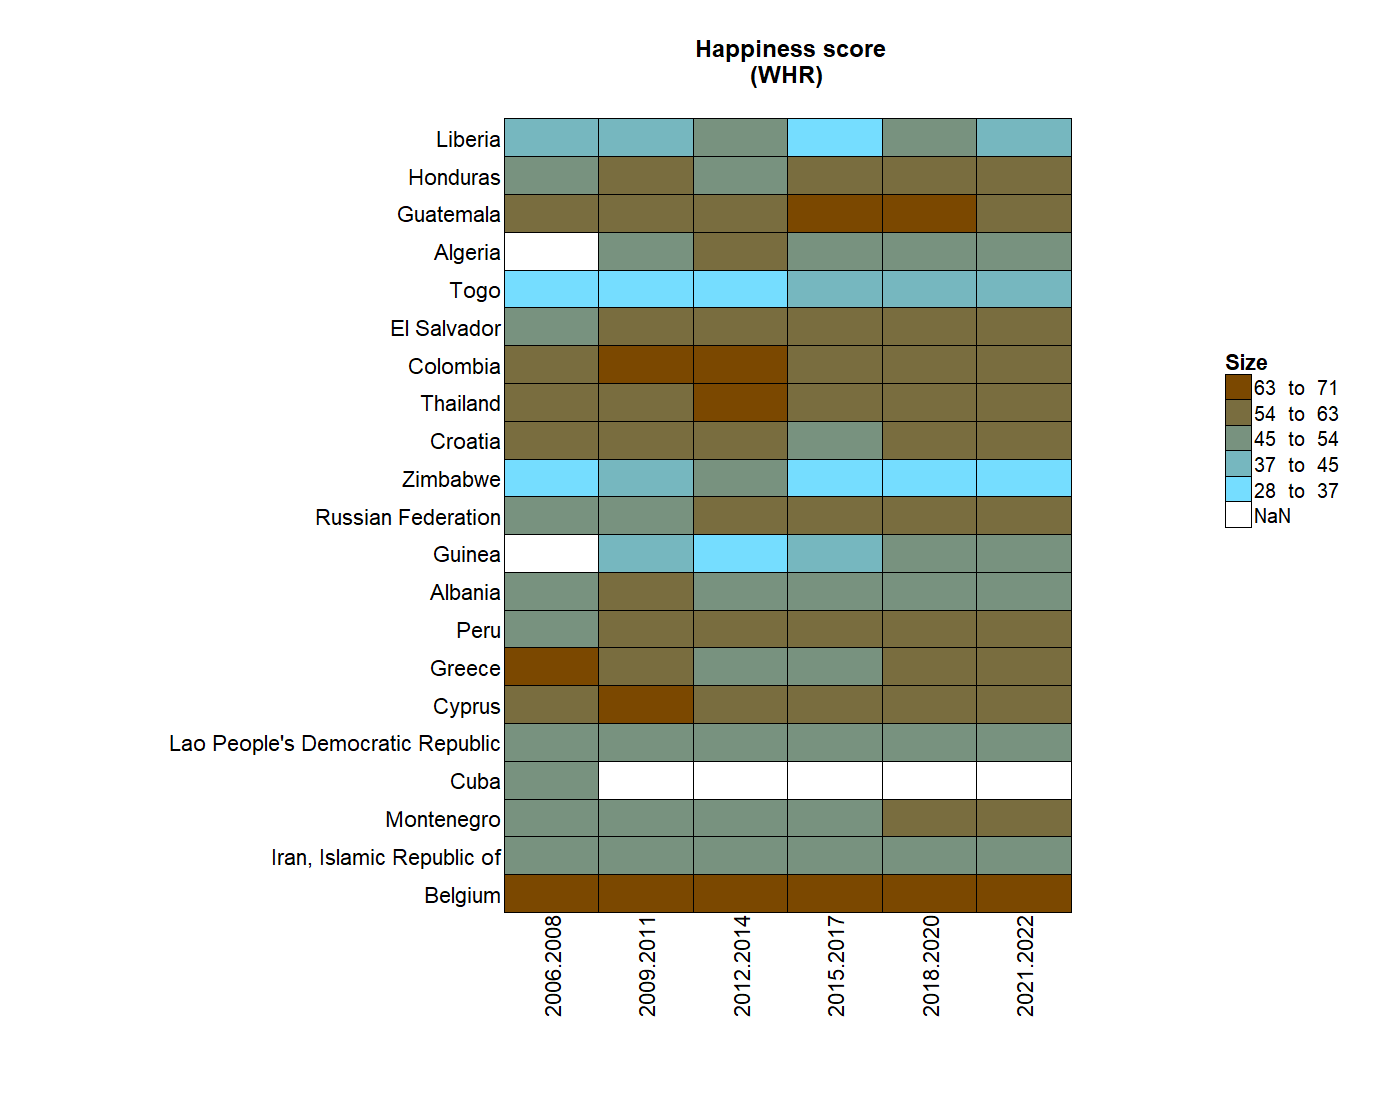 Happiness score
(WHR)
Liberia
Honduras
Guatemala
Algeria
Togo
El Salvador
Colombia
Thailand
Croatia
Zimbabwe
Russian Federation
Guinea
Albania
Peru
Greece
Cyprus
Lao People's Democratic Republic
Cuba
Montenegro
Iran, Islamic Republic of
Belgium
2006.2008
2009.2011
2012.2014
2015.2017
2018.2020
2021.2022
Size
63 to 71
54 to 63
45 to 54
37 to 45
28 to 37
NaN